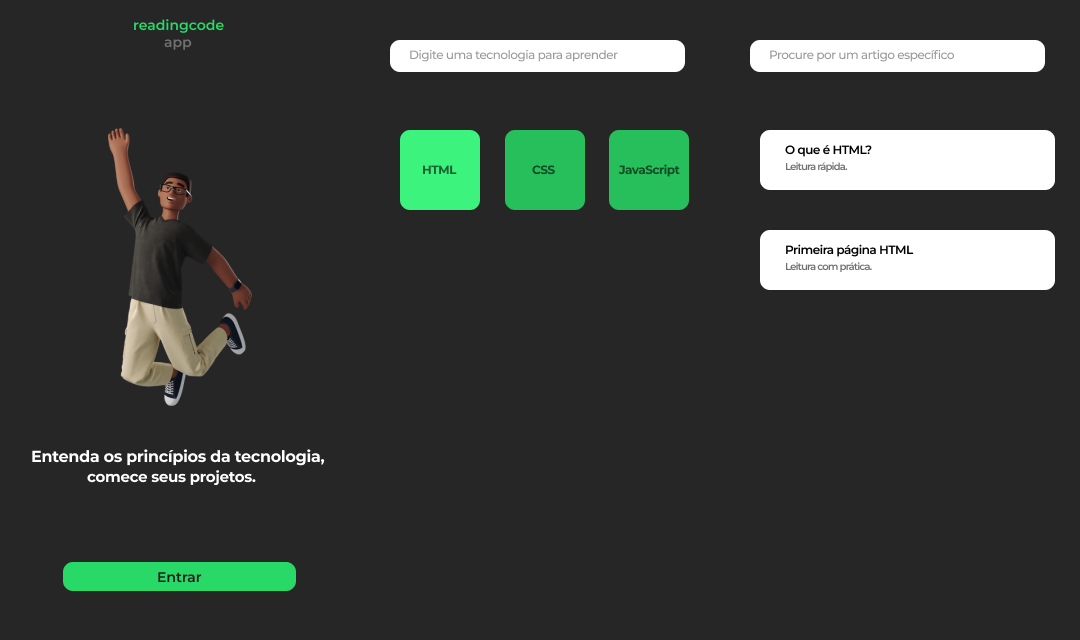 readingcode
app
Entenda os princípios da tecnologia,
comece seus projetos.
Entrar
Digite uma tecnologia para aprender
HTML
CSS
JavaScript
Procure por um artigo específico
O que é HTML?
Leitura rápida.
Primeira página HTML
Leitura com prática.